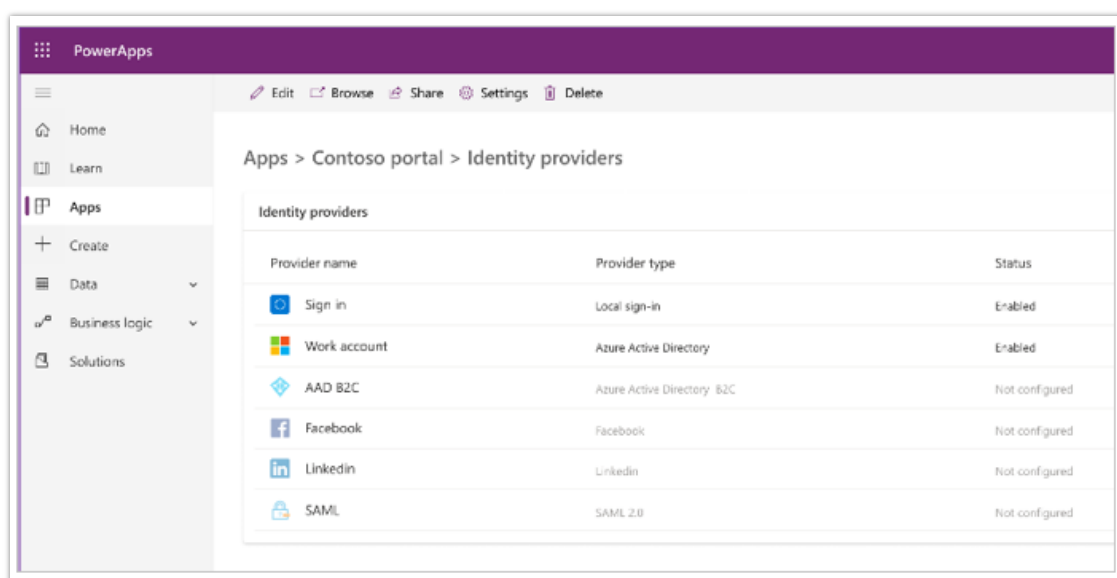 PowerApps
Edit Browse Share Settings Delete
Home
Learn
Apps
Create
Data
Business logic
Solutions
Apps > Contoso portal > Identity providers
Identity providers
Provider name Provider type Status
Sign in Local sign-in Enabled
Work account Azure Active Directory Enabled
AAD B2C Azure Active Directory B2C Not configured
Facebook Facebook Not configured
in Linkedin Linkedin Not configured
SAML SAML 2.0 Not configured